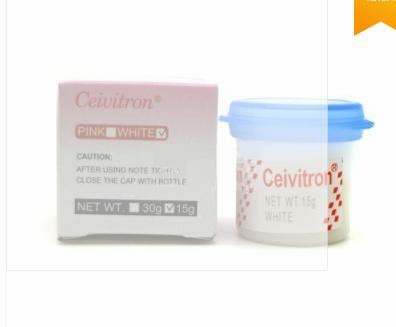 Ceivitron®
PINK WHITE
CAUTION:
AFTER USING NOTE
CLOSE THE CAP WITH BOTTLE
NET WT. 30g 15g
Ceivitron®
NET WT.15g
WHITE